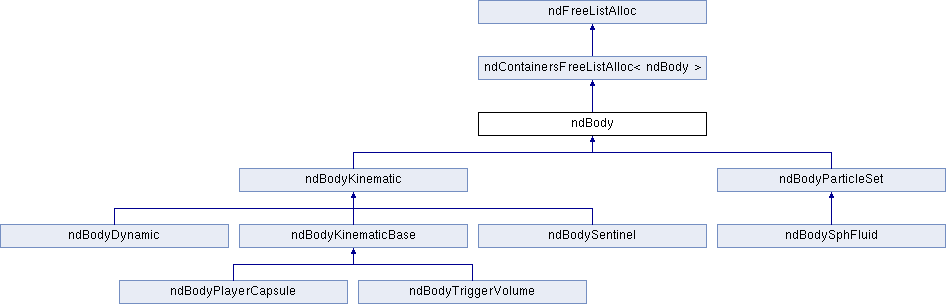 ndFreeListAlloc
ndContainersFreeListAlloc< ndBody >
ndBody
ndBodyKinematic
ndBodyParticleSet
ndBodyDynamic
ndBodyKinematicBase
ndBodySentinel
ndBodySphFluid
ndBodyPlayerCapsule
ndBodyTriggerVolume